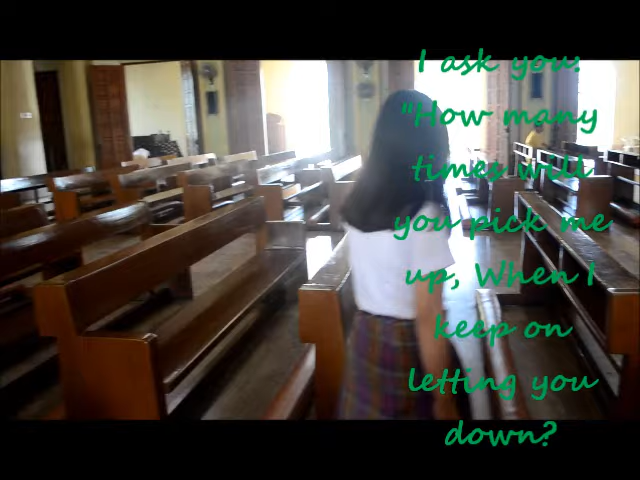 I ask you:
"How many
times will
you pick me
up, When I
keep on
letting you
down?